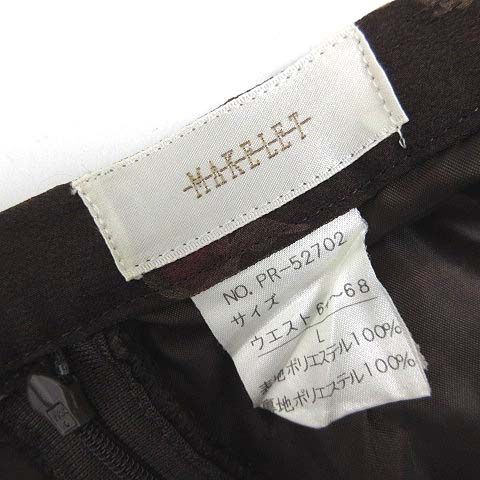 MAKELET
NO. PR-52702
サイズ
ウエスト 6 ~68
L
表地ポリエステル100%
裏地ポリエステル100%